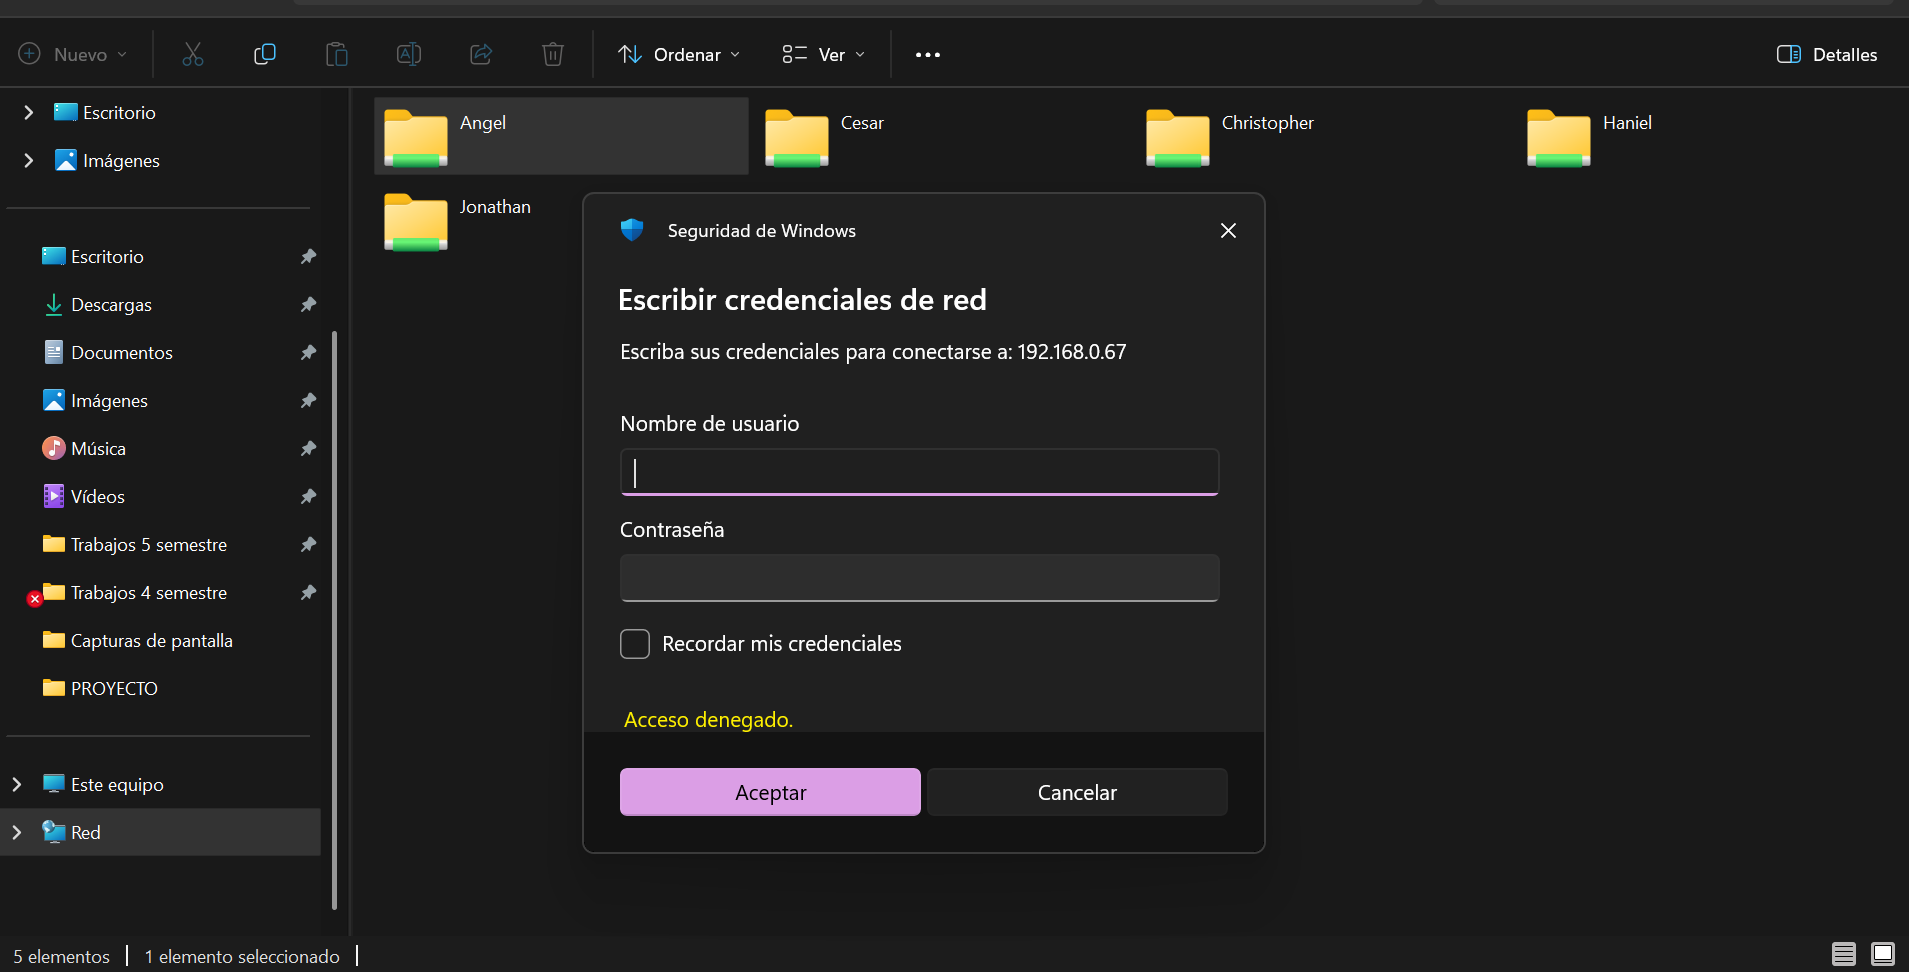 Nuevo
Ordenar
Ver
Detalles
Escritorio
Imágenes
Escritorio
Descargas
Documentos
Imágenes
Música
Vídeos
Trabajos 5 semestre
Trabajos 4 semestre
Capturas de pantalla
PROYECTO
Este equipo
Red
Angel
Cesar
Christopher
Haniel
Jonathan
Seguridad de Windows
Escribir credenciales de red
Escriba sus credenciales para conectarse a: 192.168.0.67
Nombre de usuario
Contraseña
Recordar mis credenciales
Acceso denegado.
Aceptar
Cancelar
5 elementos
1 elemento seleccionado